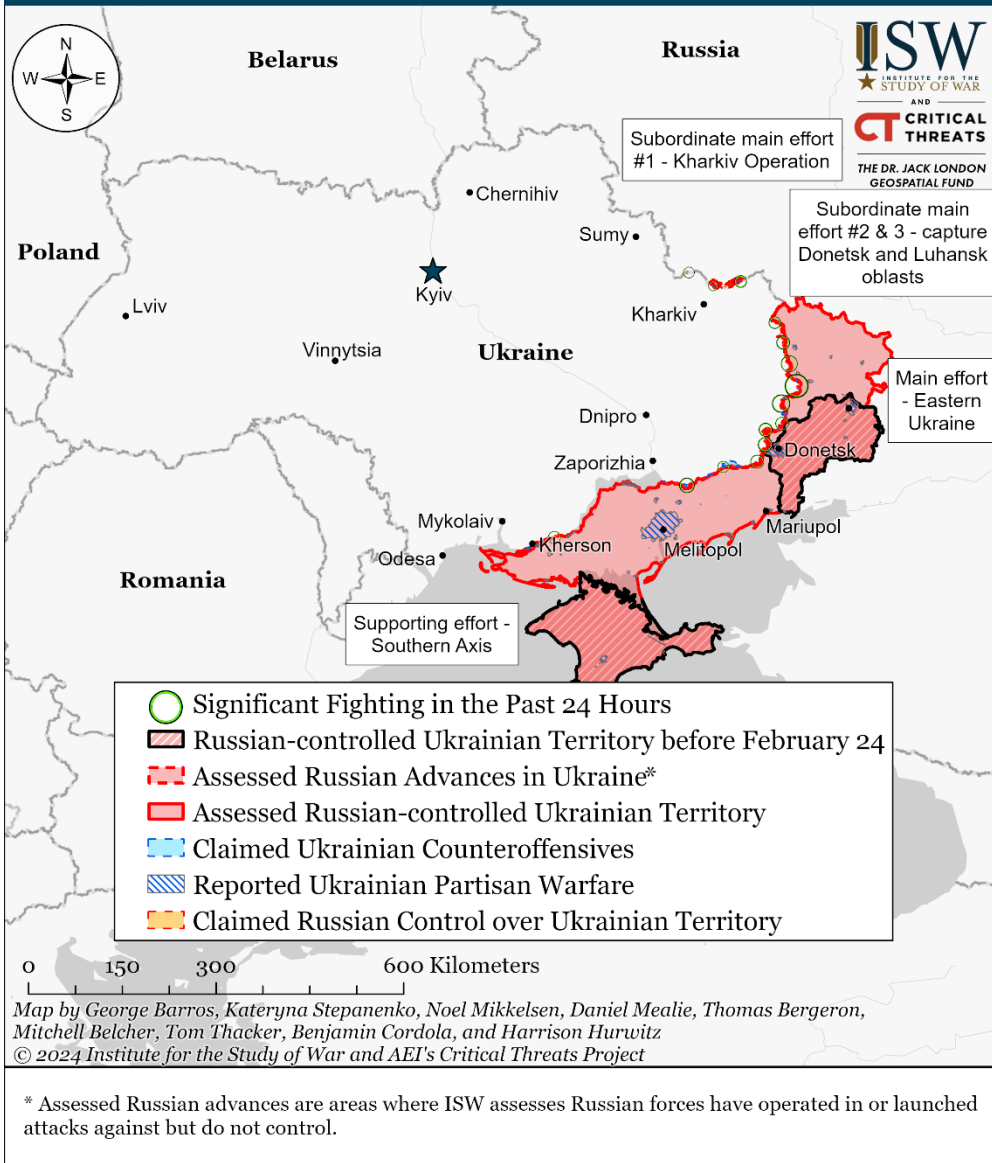 N
W
E
S
Belarus
Russia
ISW
INSTITUTE FOR THE
STUDY OF WAR
AND
CT CRITICAL
THREATS
THE DR. JACK LONDON
GEOSPATIAL FUND
Subordinate main effort
#1 - Kharkiv Operation
Subordinate main
effort #2 & 3 - capture
Donetsk and Luhansk
oblasts
Chernihiv
Sumy
Poland
Kyiv
Lviv
Kharkiv
Vinnytsia
Ukraine
Main effort
- Eastern
Ukraine
Dnipro
Donetsk
Zaporizhia
Mykolaiv
Mariupol
Kherson
Melitopol
Odesa
Romania
Supporting effort -
Southern Axis
Significant Fighting in the Past 24 Hours
Russian-controlled Ukrainian Territory before February 24
Assessed Russian Advances in Ukraine*
Assessed Russian-controlled Ukrainian Territory
Claimed Ukrainian Counteroffensives
Reported Ukrainian Partisan Warfare
Claimed Russian Control over Ukrainian Territory
0 150 300 600 Kilometers
Map by George Barros, Kateryna Stepanenko, Noel Mikkelsen, Daniel Mealie, Thomas Bergeron,
Mitchell Belcher, Tom Thacker, Benjamin Cordola, and Harrison Hurwitz
© 2024 Institute for the Study of War and AEI's Critical Threats Project
* Assessed Russian advances are areas where ISW assesses Russian forces have operated in or launched
attacks against but do not control.